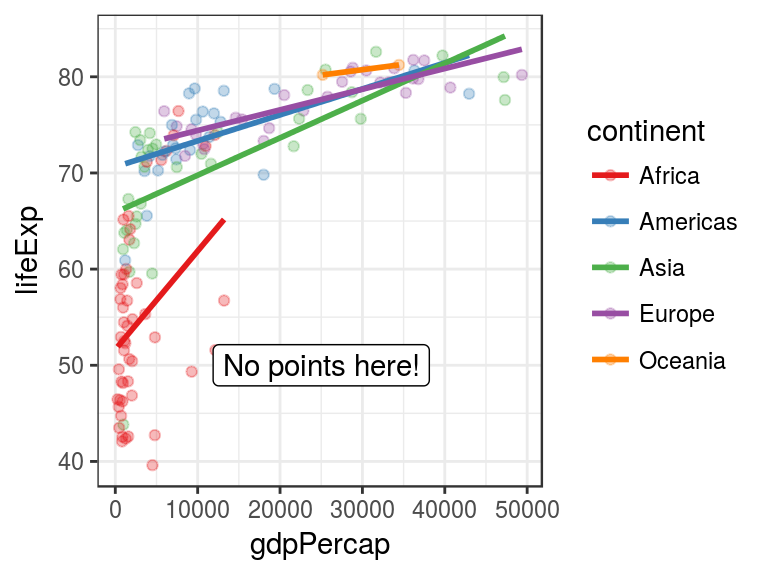 lifeExp
80
70
60
50
40
No points here!
0 10000 20000 30000 40000 50000
gdpPercap
continent
Africa
Americas
Asia
Europe
Oceania